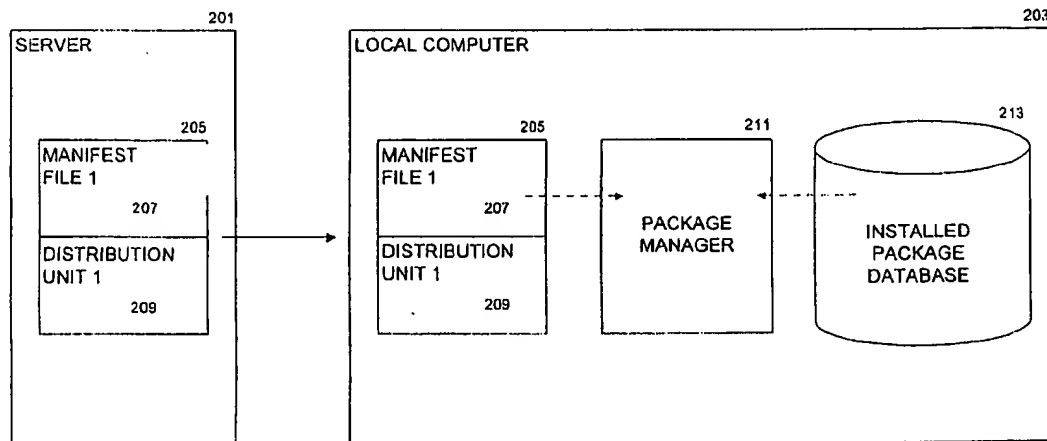 201
SERVER
205
MANIFEST
FILE 1
207
DISTRIBUTION
UNIT 1
209
203
LOCAL COMPUTER
205
MANIFEST
FILE 1
207
DISTRIBUTION
UNIT 1
209
211
PACKAGE
MANAGER
213
INSTALLED
PACKAGE
DATABASE